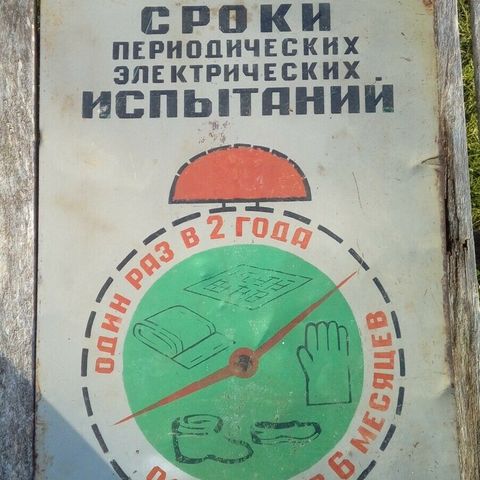 СРОКИ
ПЕРИОДИЧЕСКИХ
ЭЛЕКТРИЧЕСКИХ
ИСПЫТАНИЙ
ОДИН РАЗ В 2 ГОДА
6 МЕСЯЦЕВ